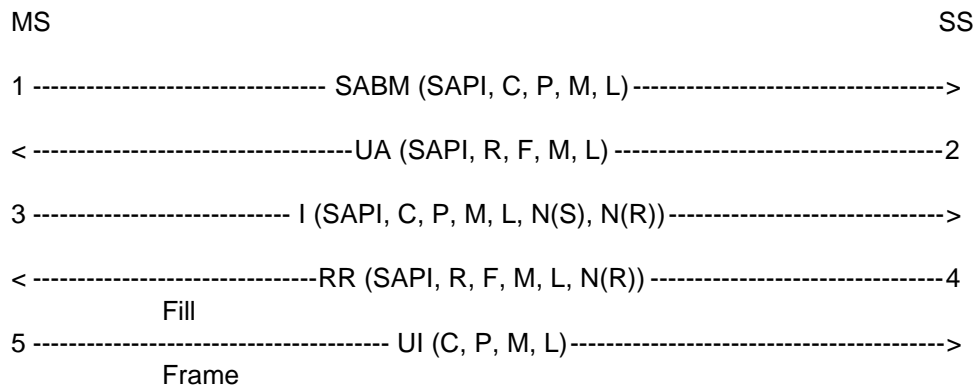 MS SS
1 --------------------------------- SABM (SAPI, C, P, M, L) ----------------------------------->
< ------------------------------------UA (SAPI, R, F, M, L) -------------------------------------2
3 ----------------------------- I (SAPI, C, P, M, L, N(S), N(R))------------------------------->
< --------------------------------RR (SAPI, R, F, M, L, N(R)) ---------------------------------4
Fill
5 ---------------------------------------- UI (C, P, M, L)------------------------------------------>
Frame